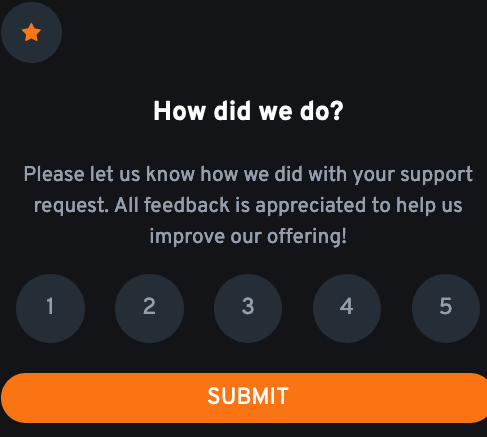 How did we do?
Please let us know how we did with your support
request. All feedback is appreciated to help us
improve our offering!
1 2 3 4 5
SUBMIT